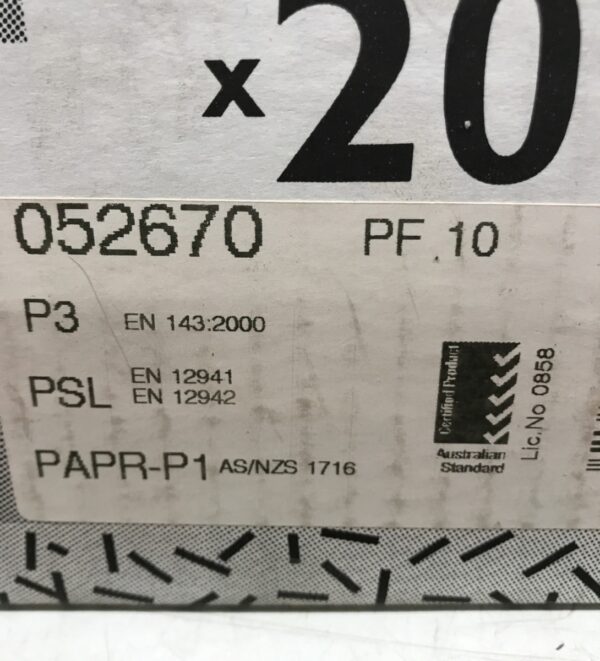 x20
052670 PF 10
P3 EN 143:2000
PSL EN 12941
EN 12942
PAPR-P1 AS/NZS 1716
Certified Product
Australian
Standard
Lic.No 0858